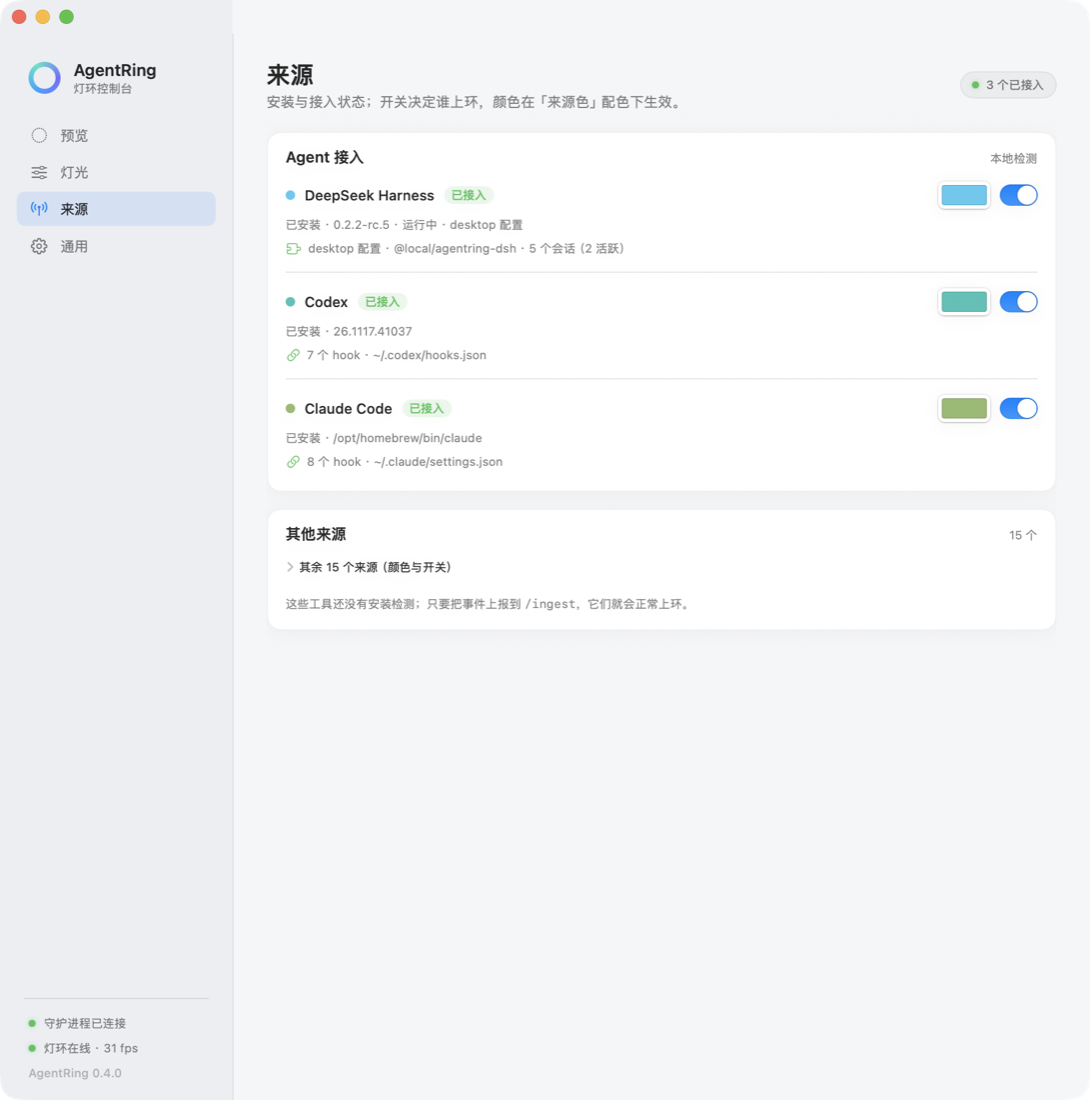 AgentRing
灯环控制台
预览
灯光
来源
通用
守护进程已连接
灯环在线 · 31 fps
AgentRing 0.4.0
来源
安装与接入状态；开关决定谁上环，颜色在「来源色」配色下生效。
3 个已接入
Agent 接入
本地检测
DeepSeek Harness 已接入
已安装 · 0.2.2-rc.5 · 运行中 · desktop 配置
desktop 配置 · @local/agentring-dsh · 5 个会话（2 活跃）
Codex 已接入
已安装 · 26.1117.41037
7 个 hook · ~/.codex/hooks.json
Claude Code 已接入
已安装 · /opt/homebrew/bin/claude
8 个 hook · ~/.claude/settings.json
其他来源
15 个
其余 15 个来源（颜色与开关）
这些工具还没有安装检测；只要把事件上报到 /ingest，它们就会正常上环。